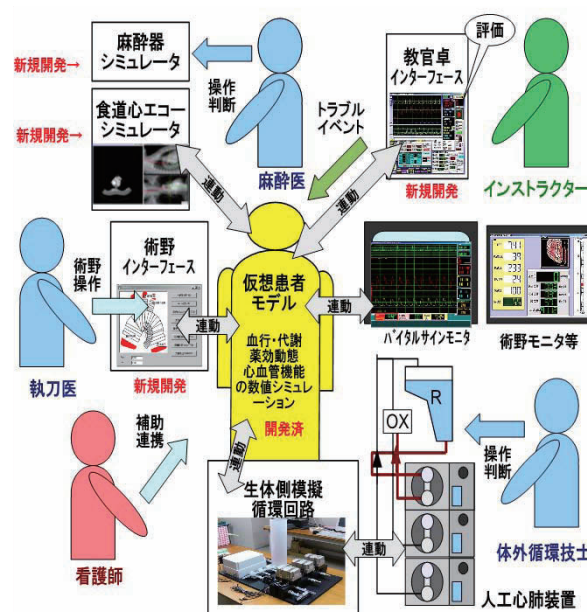 麻酔器
シミュレータ
新規開発→
操作
判断
食道心エコー
シミュレータ
新規開発→
麻酔医
トラブル
イベント
教官卓
インターフェース
評価
新規開発
インストラクター
連動
連動
術野
操作
術野
インターフェース
新規開発
執刀医
連動
仮想患者
モデル
血行・代謝
薬効動態
心血管機能
の数値シミュレ
ーション
開発済
連動
バイタルサインモニタ
術野モニタ等
補助
連携
看護師
連動
生体側模擬
循環回路
連動
OX
R
操作
判断
体外循環技士
人工心肺装置